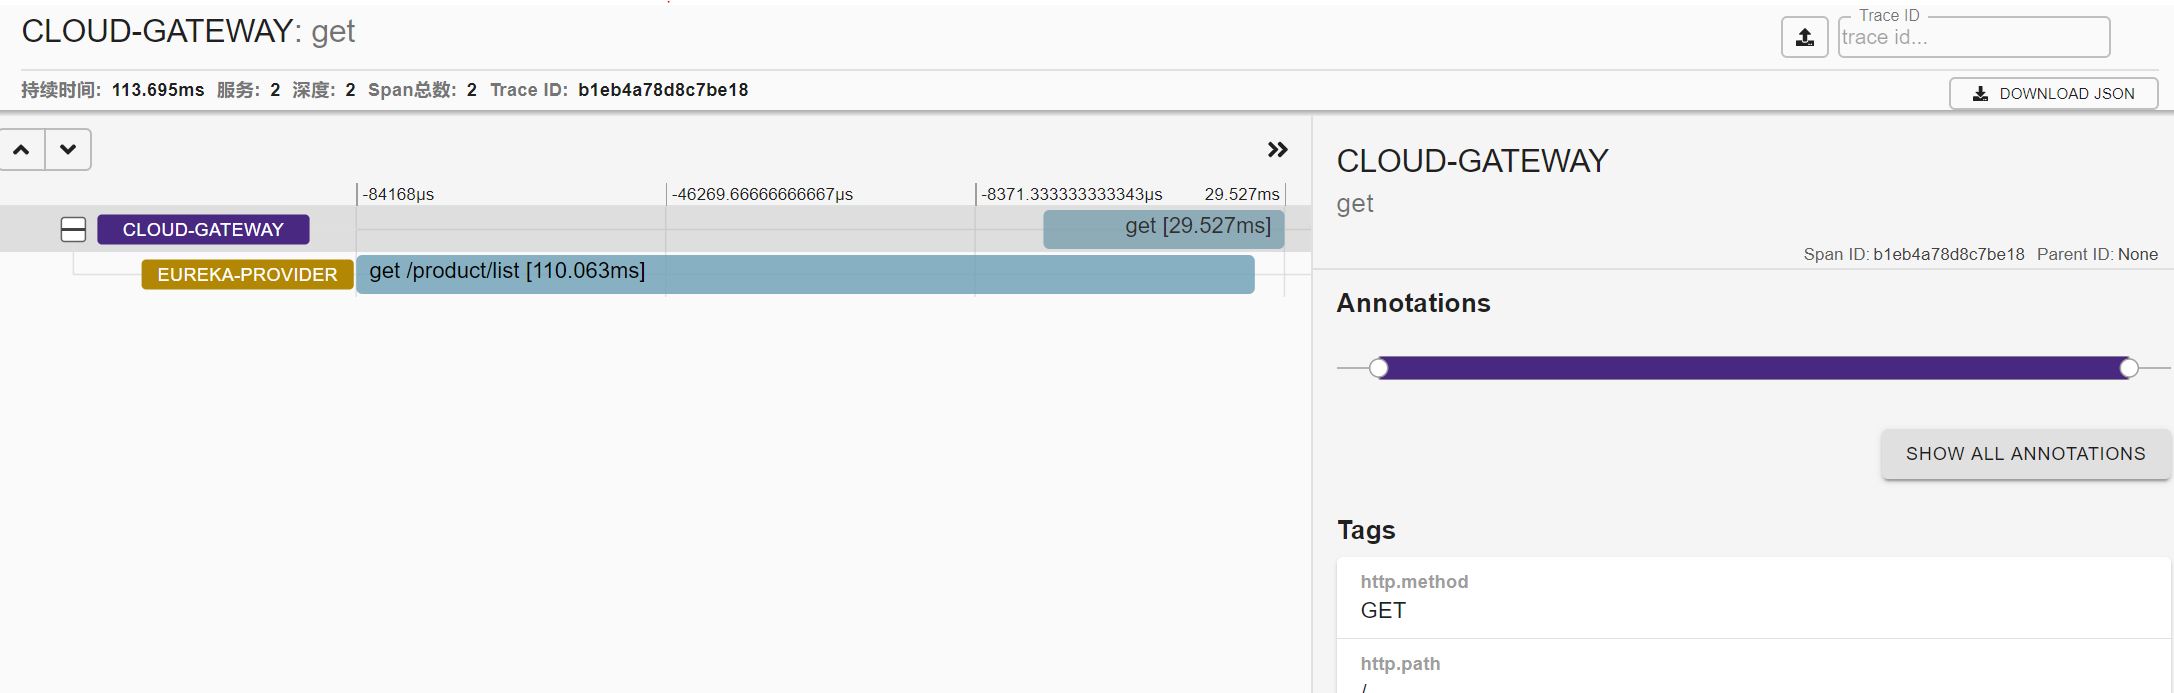 CLOUD-GATEWAY: get
Trace ID
trace id...
持续时间: 113.695ms 服务: 2 深度: 2 Span总数: 2 Trace ID: b1eb4a78d8c7be18
DOWNLOAD JSON
-84168μs -46269.66666666667μs -8371.333333333343μs 29.527ms
CLOUD-GATEWAY get [29.527ms]
EUREKA-PROVIDER get /product/list [110.063ms]
CLOUD-GATEWAY
get
Span ID: b1eb4a78d8c7be18 Parent ID: None
Annotations
SHOW ALL ANNOTATIONS
Tags
http.method
GET
http.path
/